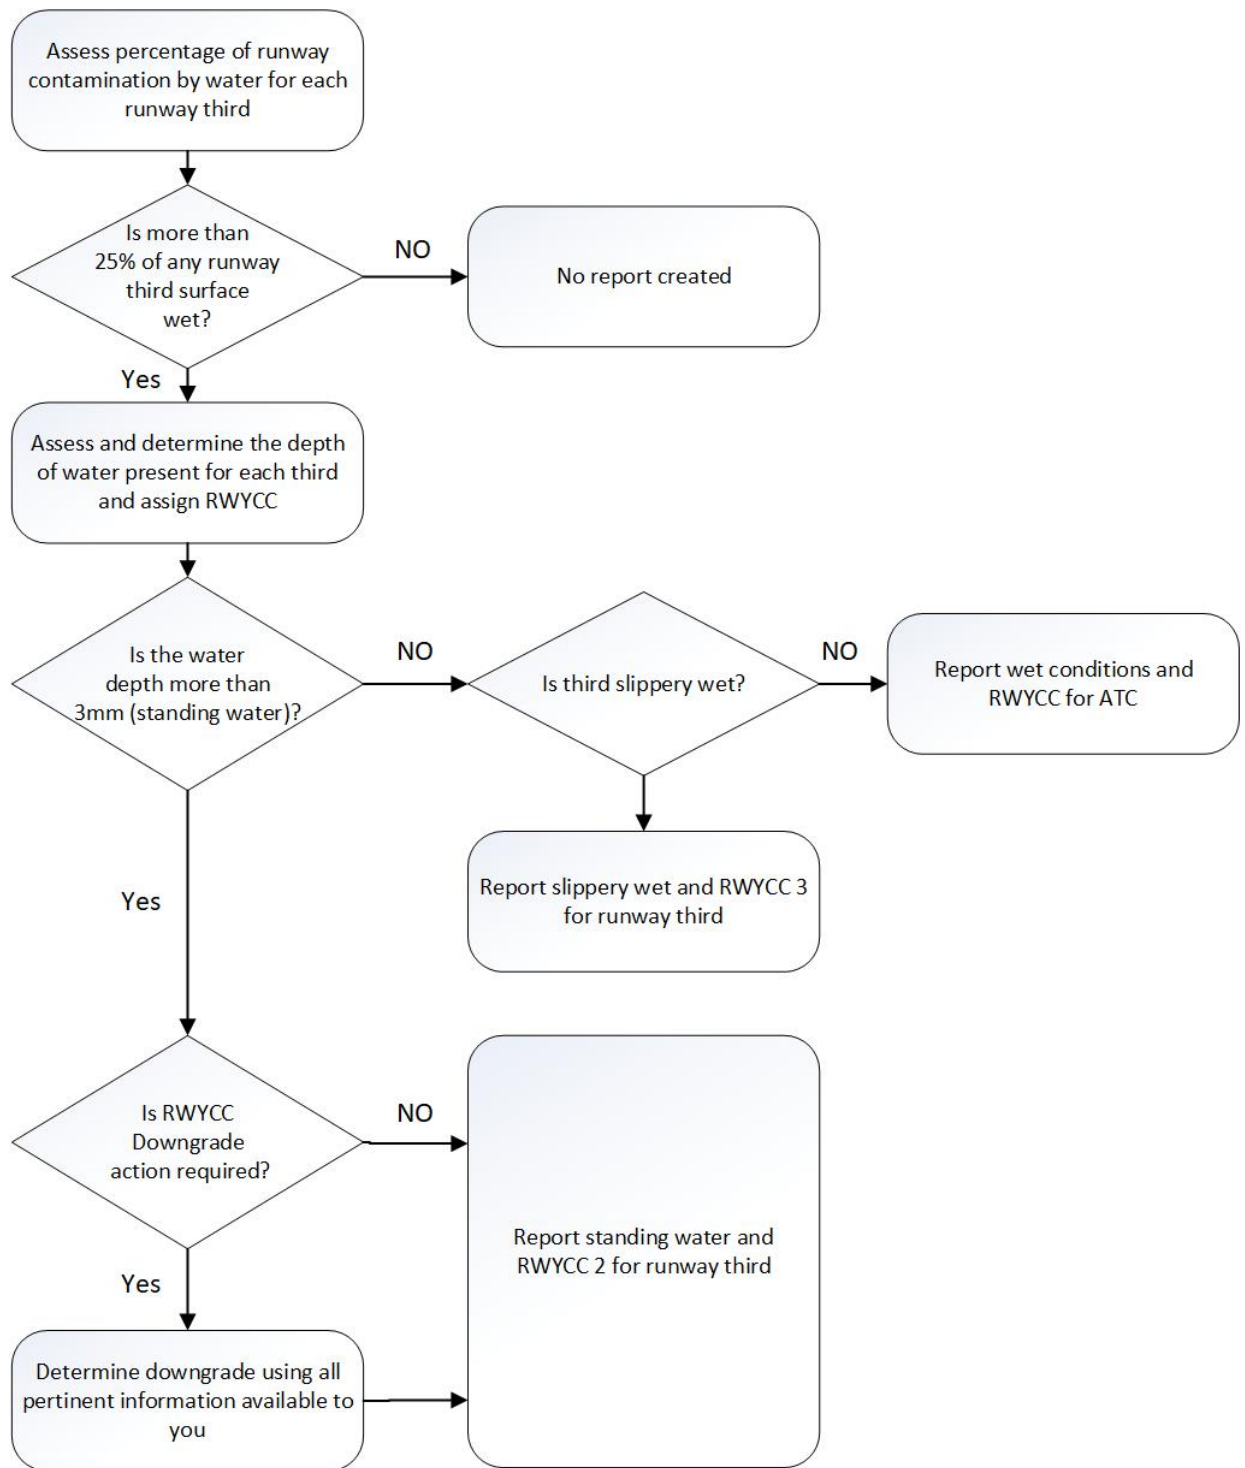 Assess percentage of runway
contamination by water for each
runway third
Is more than
25% of any runway
third surface
wet?
NO
No report created
Yes
Assess and determine the depth
of water present for each third
and assign RWYCC
Is the water
depth more than
3mm (standing water)?
NO
Is third slippery wet?
NO
Report wet conditions and
RWYCC for ATC
Report slippery wet and RWYCC 3
for runway third
Yes
Is RWYCC
Downgrade
action required?
NO
Report standing water and
RWYCC 2 for runway third
Yes
Determine downgrade using all
pertinent information available to
you